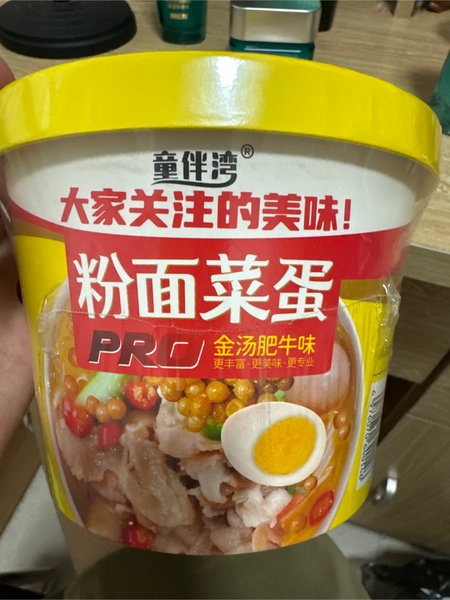 童伴湾®
大家关注的美味!
粉面菜蛋
PRO 金汤肥牛味
更丰富·更美味·更专业